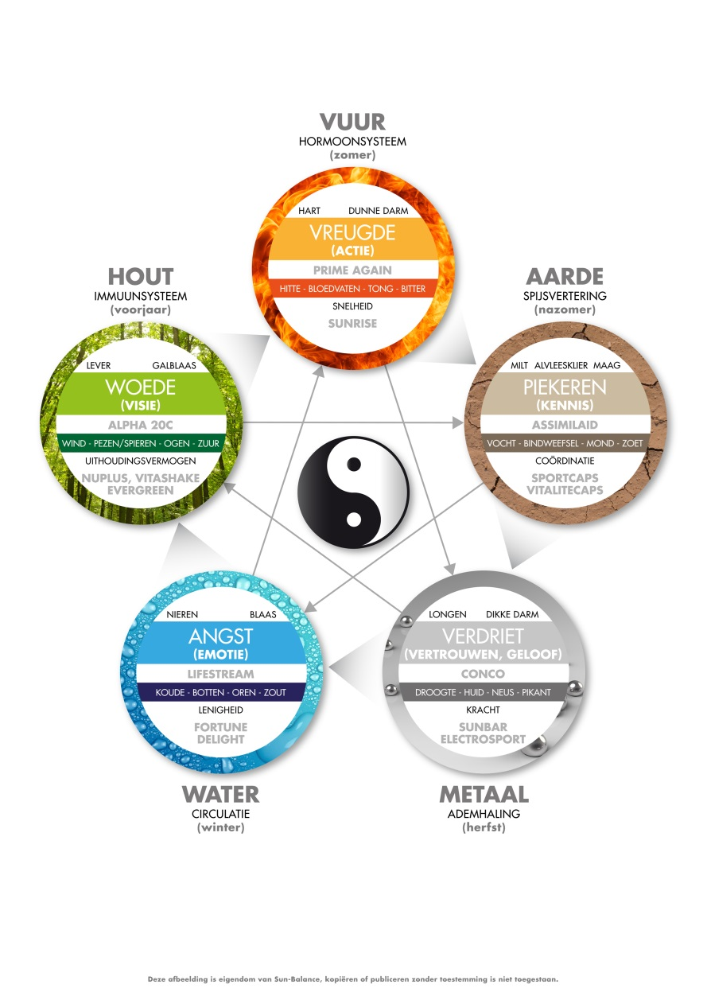 VUUR
HORMOONSYSTEEM
(zomer)
HART DUNNE DARM
VREUGDE
(ACTIE)
PRIME AGAIN
HITTE - BLOEDVATEN - TONG - BITTER
SNELHEID
SUNRISE
HOUT
IMMUUNSYSTEEM
(voorjaar)
LEVER GALBLAAS
WOEDE
(VISIE)
ALPHA 20C
WIND - PEZEN/SPIEREN - OGEN - ZUUR
UITHOUDINGSVERMOGEN
NUPLUS, VITASHAKE
EVERGREEN
AARDE
SPIJSVERTERING
(nazomer)
MILT ALVLEESKLIER MAAG
PIEKEREN
(KENNIS)
ASSIMILAID
VOCHT - BINDWEEFSEL - MOND - ZOET
COÖRDINATIE
SPORTCAPS
VITALITECAPS
NIEREN BLAAS
ANGST
(EMOTIE)
LIFESTREAM
KOUDE - BOTTEN - OREN - ZOUT
LENIGHEID
FORTUNE
DELIGHT
WATER
CIRCULATIE
(winter)
LONGEN DIKKE DARM
VERDRIET
(VERTROUWEN, GELOOF)
CONCO
DROOGTE - HUID - NEUS - PIKANT
KRACHT
SUNBAR
ELECTROSPORT
METAAL
ADEMHALING
(herfst)
Deze afbeelding is eigendom van Sun-Balance, kopiëren of publiceren zonder toestemming is niet toegestaan.